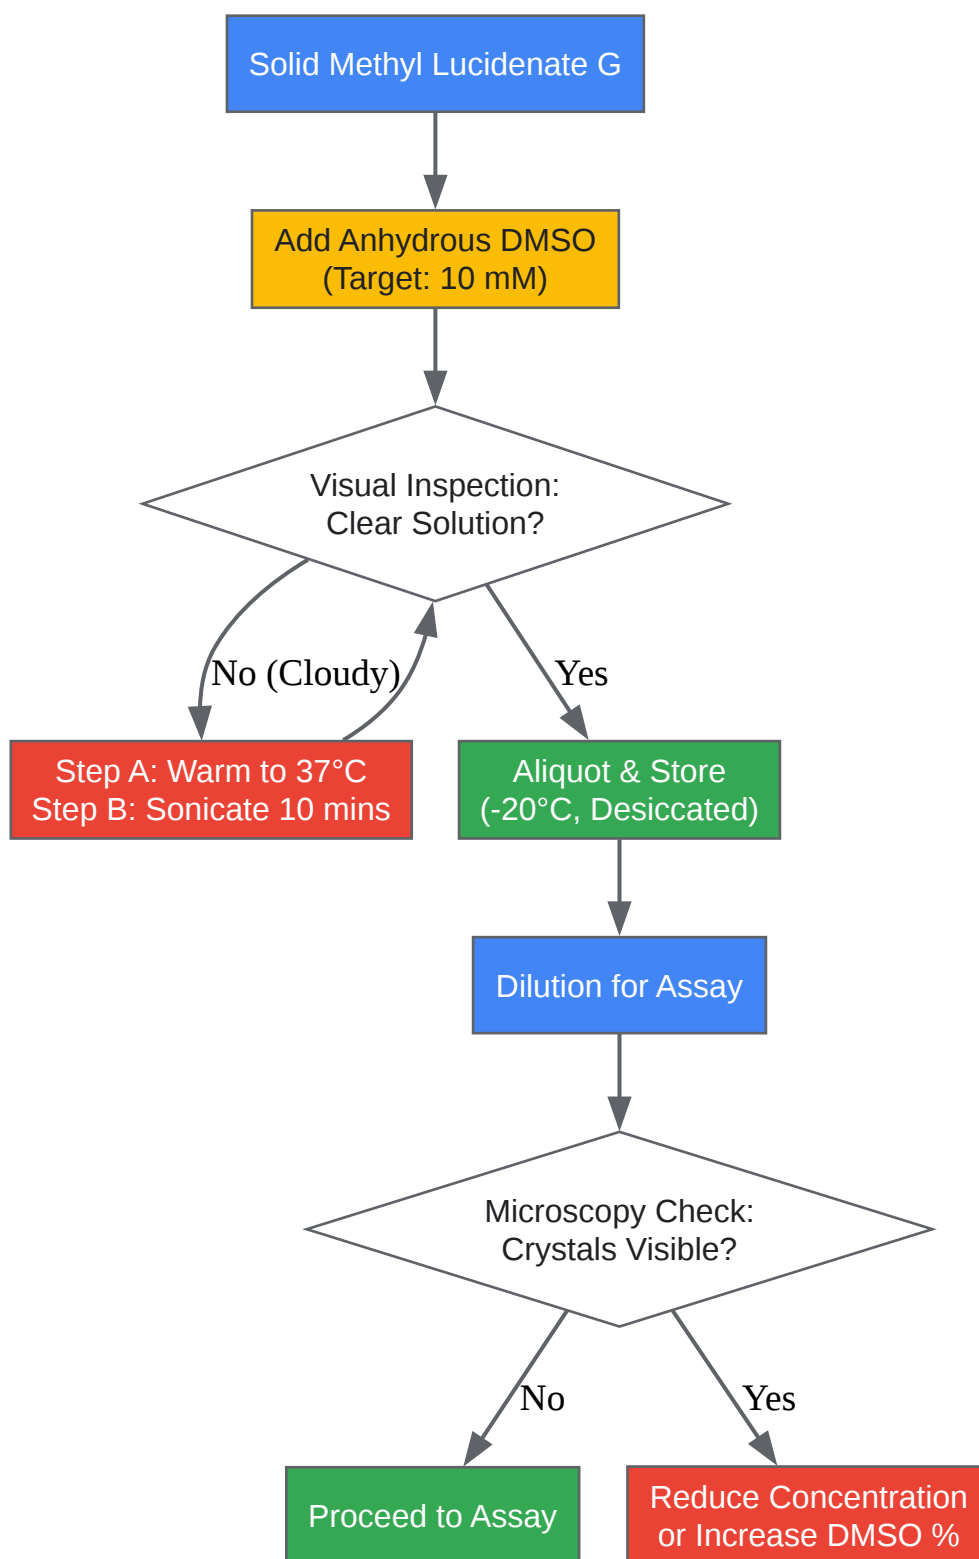 Solid Methyl Lucidenate G
Add Anhydrous DMSO
(Target: 10 mM)
Visual Inspection:
Clear Solution?
No (Cloudy)
Yes
Step A: Warm to 37°C
Step B: Sonicate 10 mins
Aliquot & Store
(-20°C, Desiccated)
Dilution for Assay
Microscopy Check:
Crystals Visible?
No
Yes
Proceed to Assay
Reduce Concentration
or Increase DMSO %